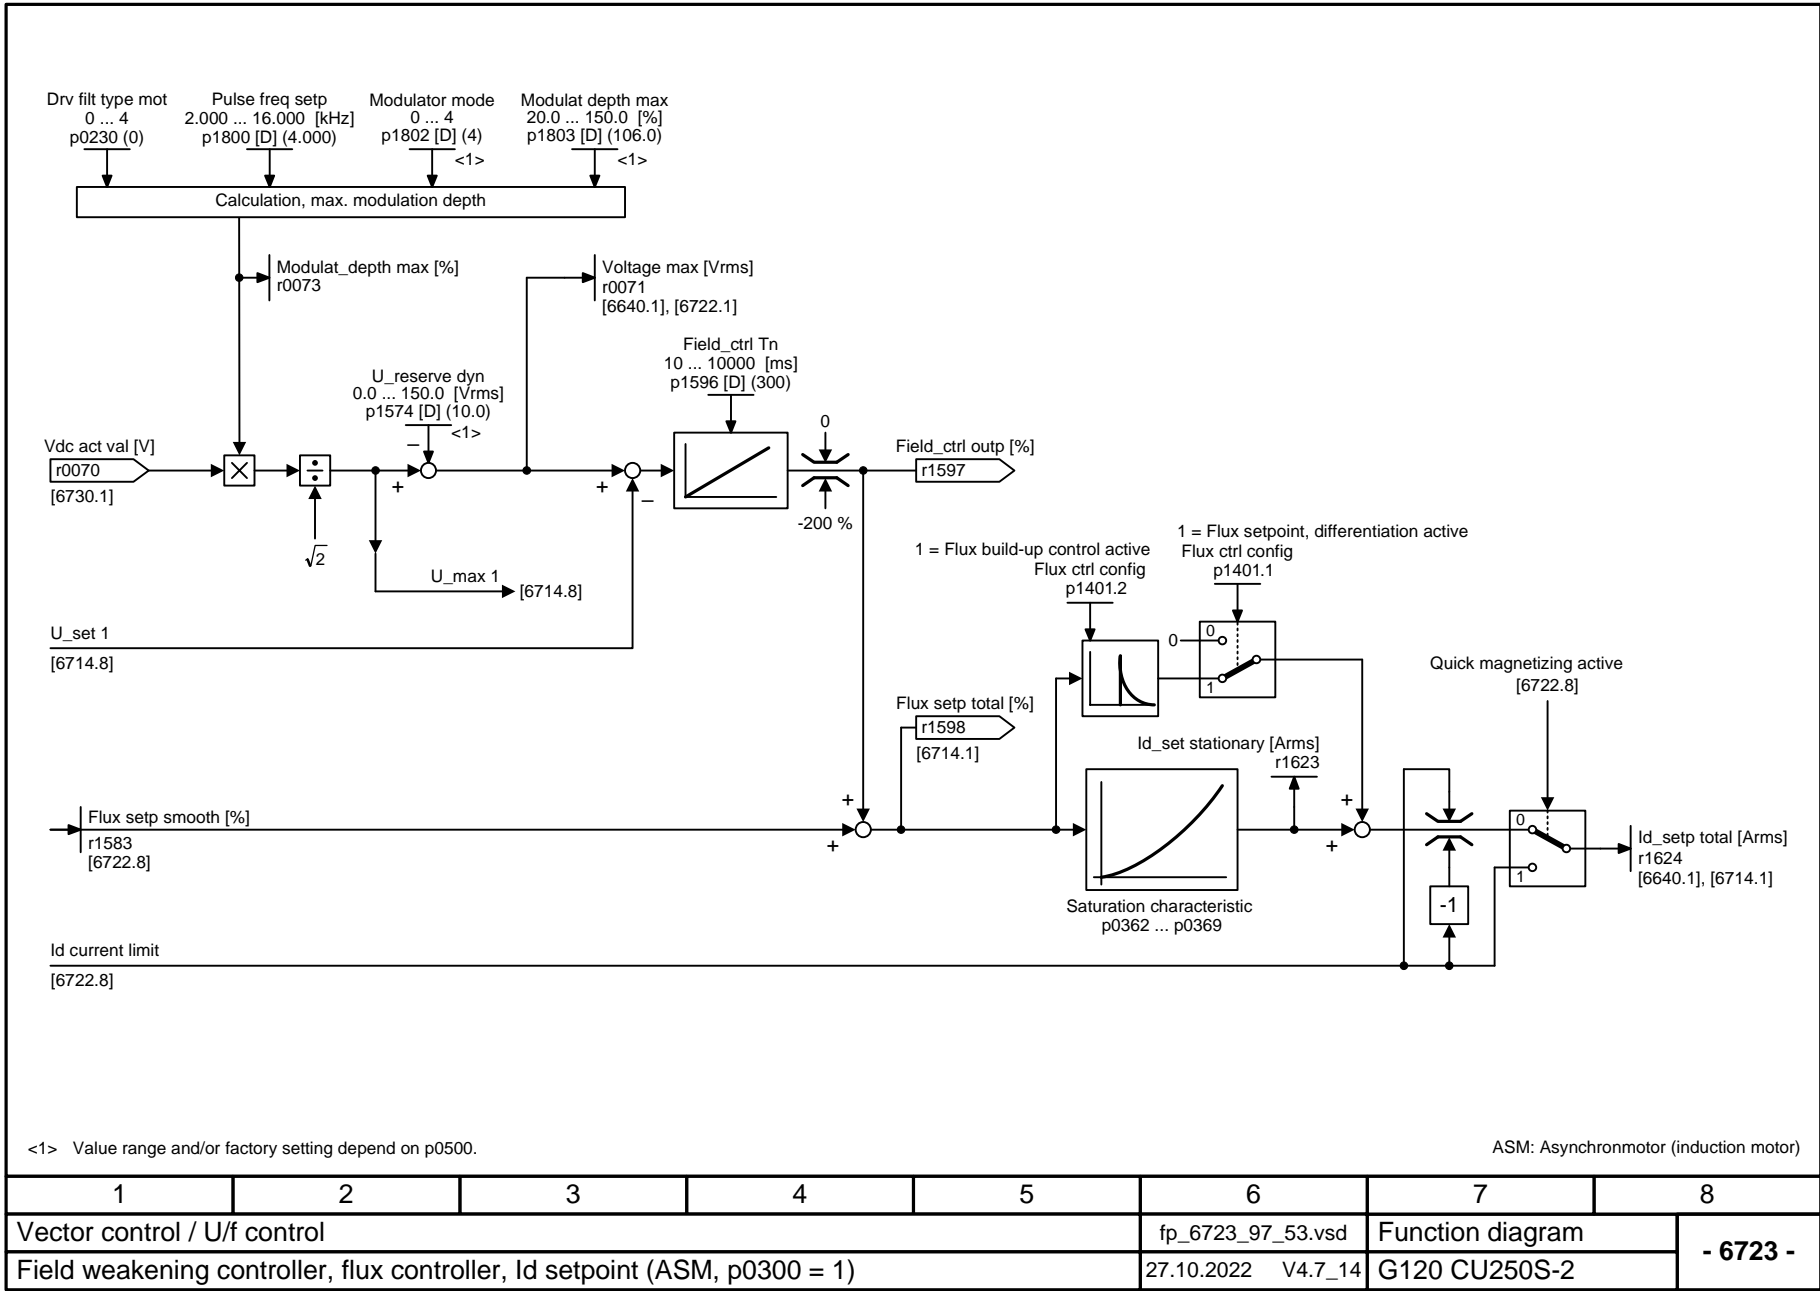 Drv filt type mot
0 ... 4
p0230 (0)
Pulse freq setp
2.000 ... 16.000 [kHz]
p1800 [D] (4.000)
Modulator mode
0 ... 4
p1802 [D] (4)
<1>
Modulat depth max
20.0 ... 150.0 [%]
p1803 [D] (106.0)
<1>
Calculation, max. modulation depth
Modulat_depth max [%]
r0073
Voltage max [Vrms]
r0071
[6640.1], [6722.1]
Field_ctrl Tn
10 ... 10000 [ms]
p1596 [D] (300)
U_reserve dyn
0.0 ... 150.0 [Vrms]
p1574 [D] (10.0)
<1>
–
0
Vdc act val [V]
r0070
[6730.1]
×
÷
√2
+
+
–
-200 %
Field_ctrl outp [%]
r1597
U_max 1
[6714.8]
U_set 1
[6714.8]
1 = Flux build-up control active
Flux ctrl config
p1401.2
1 = Flux setpoint, differentiation active
Flux ctrl config
p1401.1
0
0
1
Quick magnetizing active
[6722.8]
Flux setp total [%]
r1598
[6714.1]
Id_set stationary [Arms]
r1623
+
+
+
+
Flux setp smooth [%]
r1583
[6722.8]
Saturation characteristic
p0362 ... p0369
-1
0
1
Id_setp total [Arms]
r1624
[6640.1], [6714.1]
Id current limit
[6722.8]
<1> Value range and/or factory setting depend on p0500.
ASM: Asynchronmotor (induction motor)
1 2 3 4 5 6 7 8
Vector control / U/f control
fp_6723_97_53.vsd
Function diagram
- 6723 -
Field weakening controller, flux controller, Id setpoint (ASM, p0300 = 1)
27.10.2022 V4.7_14
G120 CU250S-2